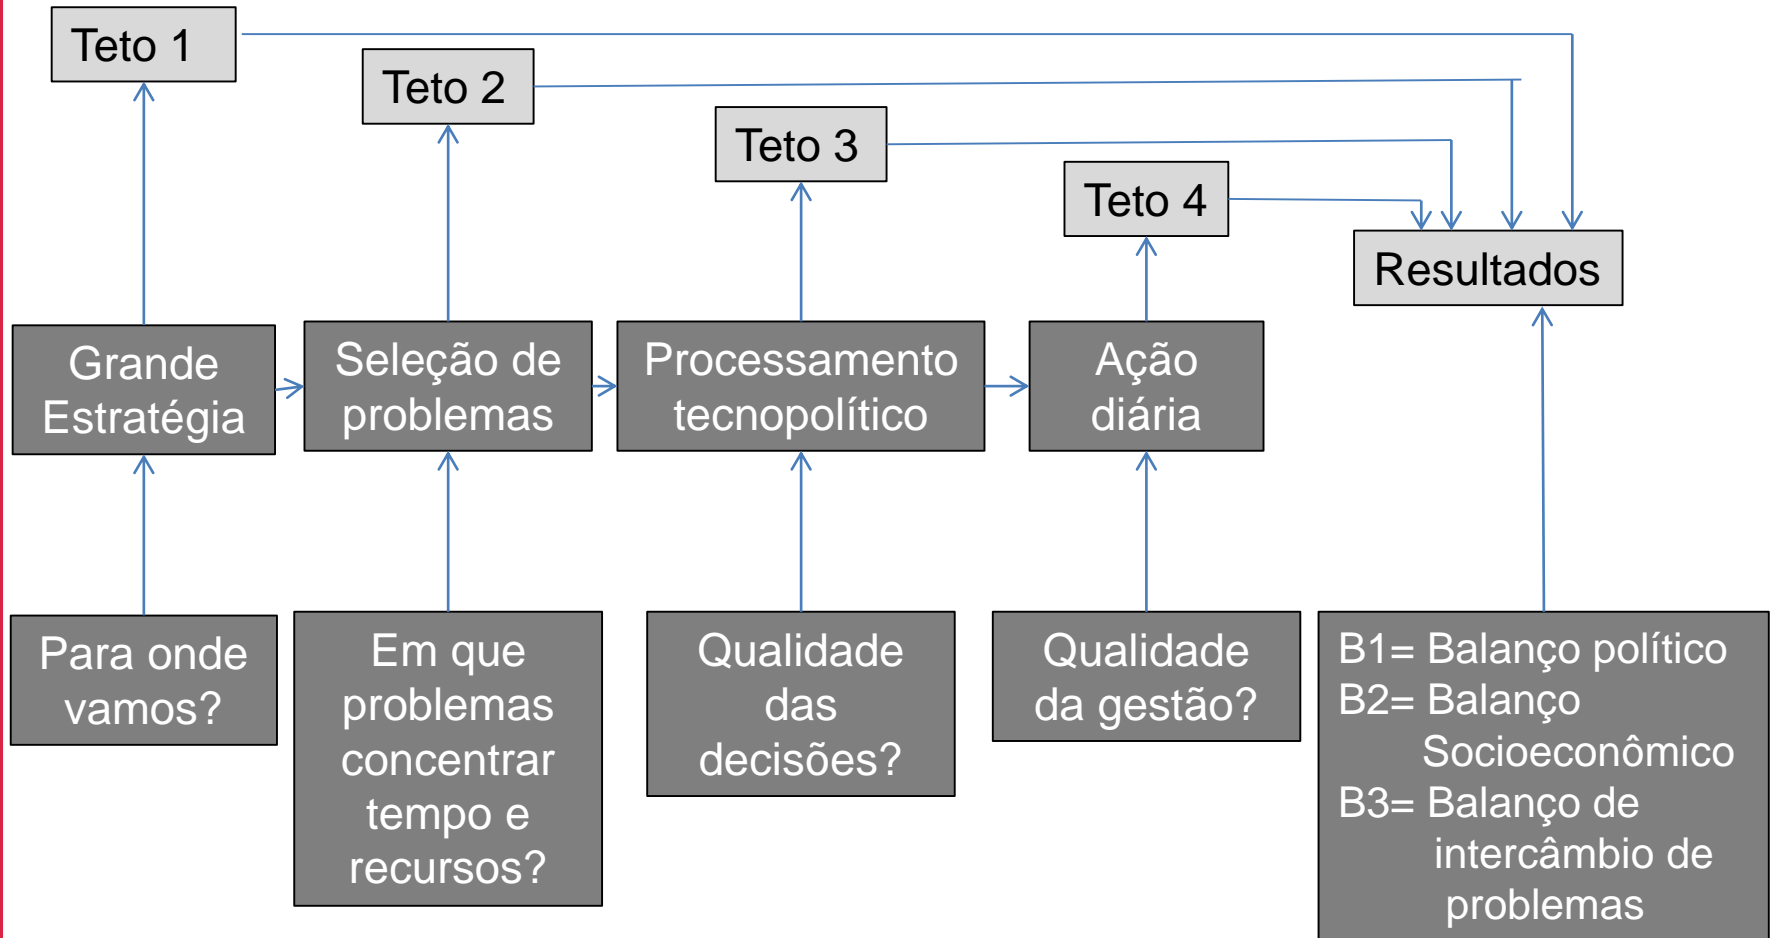 Teto 1
Teto 2
Teto 3
Teto 4
Resultados
Grande
Estratégia
Seleção de
problemas
Processamento
tecnopolítico
Ação
diária
Para onde
vamos?
Em que
problemas
concentrar
tempo e
recursos?
Qualidade
das
decisões?
Qualidade
da gestão?
B1= Balanço político
B2= Balanço
Socioeconômico
B3= Balanço de
intercâmbio de
problemas